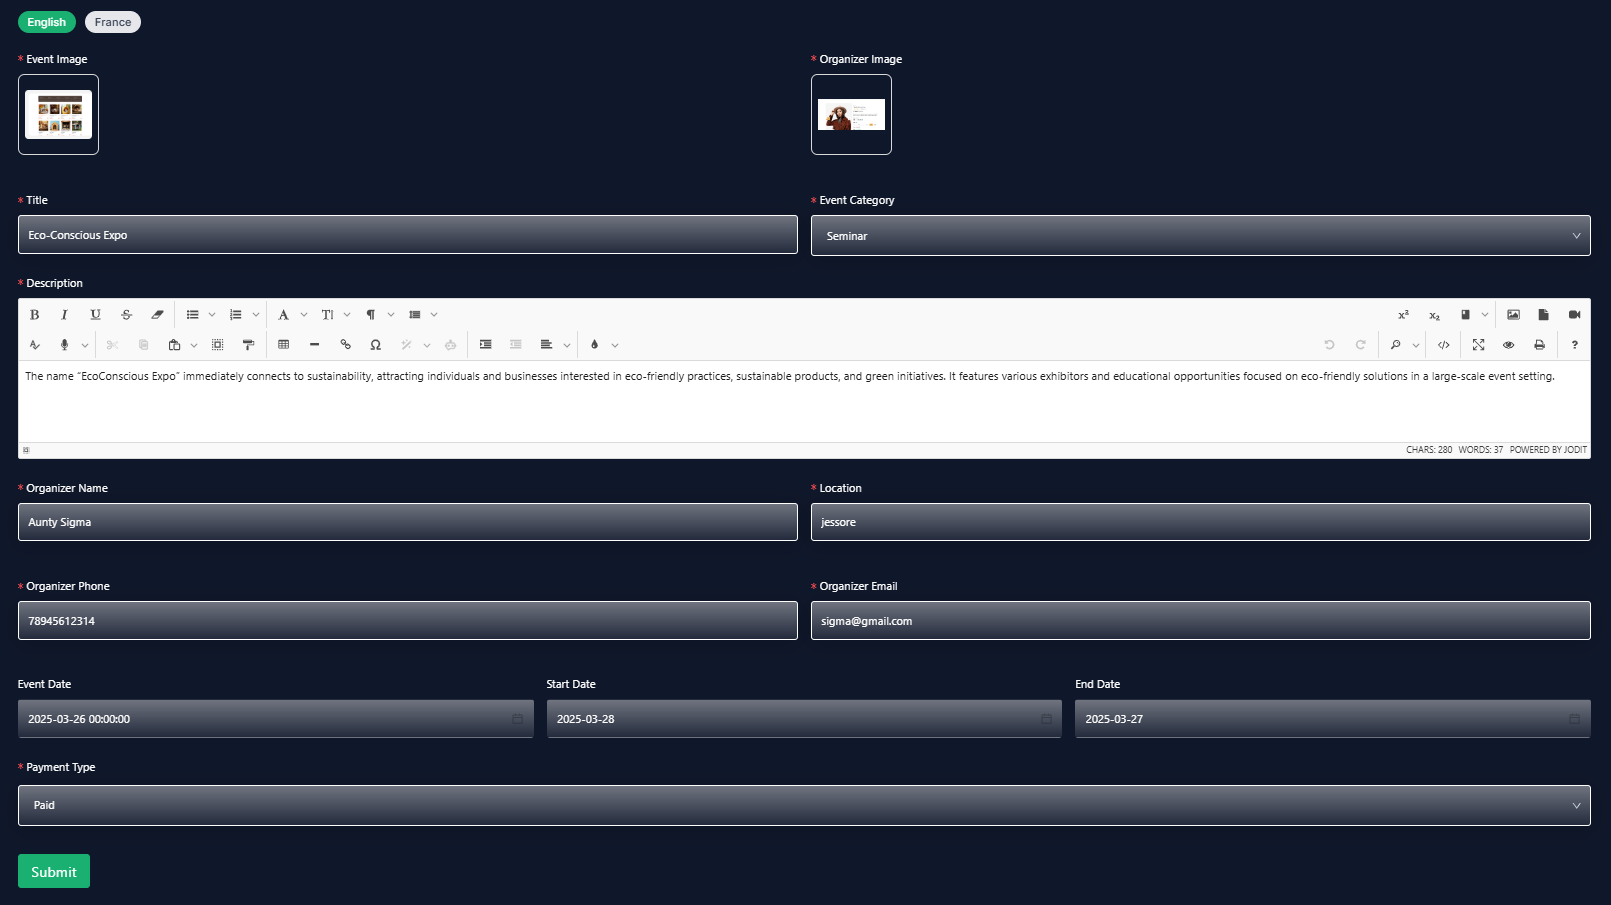 English France
* Event Image * Organizer Image
* Title * Event Category
Eco-Conscious Expo Seminar
* Description
The name “EcoConscious Expo” immediately connects to sustainability, attracting individuals and businesses interested in eco-friendly practices, sustainable products, and green initiatives. It features various exhibitors and educational opportunities focused on eco-friendly solutions in a large-scale event setting.
CHARS: 280 WORDS: 37 POWERED BY JODIT
* Organizer Name * Location
Aunty Sigma jessore
* Organizer Phone * Organizer Email
78945612314 sigma@gmail.com
Event Date Start Date End Date
2025-03-26 00:00:00 2025-03-28 2025-03-27
* Payment Type
Paid
Submit